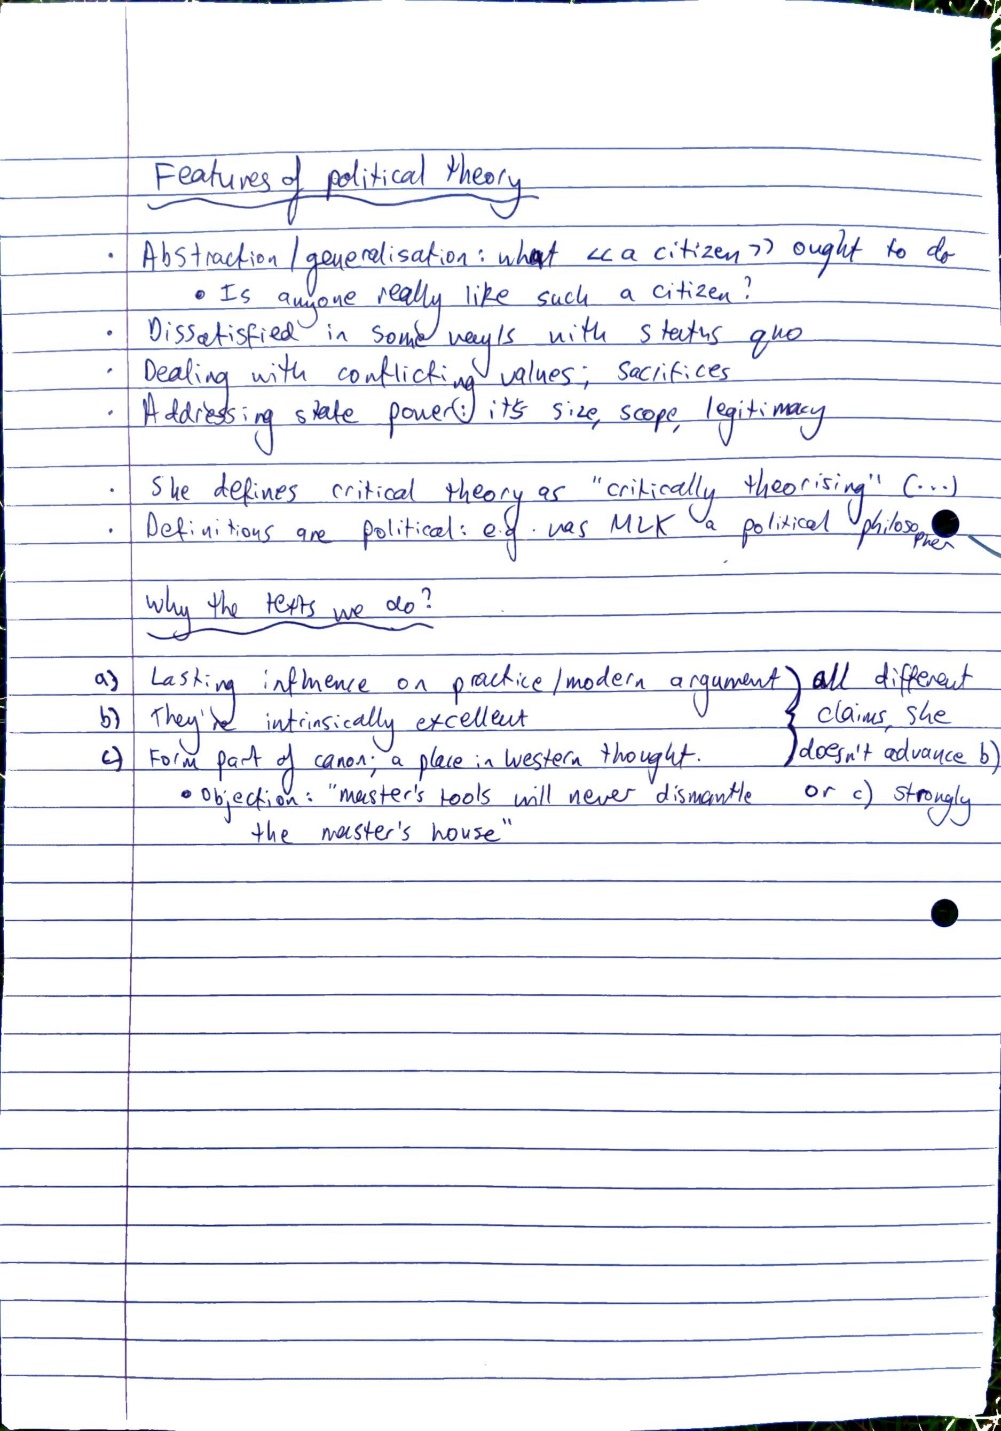 Features of political theory
· Abstraction/generalisation: what <<a citizen>> ought to do
• Is anyone really like such a citizen?
· Dissatisfied in some way/s with status quo
· Dealing with conflicting values; sacrifices
· Addressing state power: its size, scope, legitimacy
· She defines critical theory as "critically theorising" (...)
· Definitions are political: e.g. was MLK a political philosopher
Why the texts we do?
a) Lasting influence on practice/modern argument
b) They're intrinsically excellent
c) Form part of canon; a place in Western thought.
• Objection: "master's tools will never dismantle
the master's house"
all different
claims, she
doesn't advance b)
or c) strongly